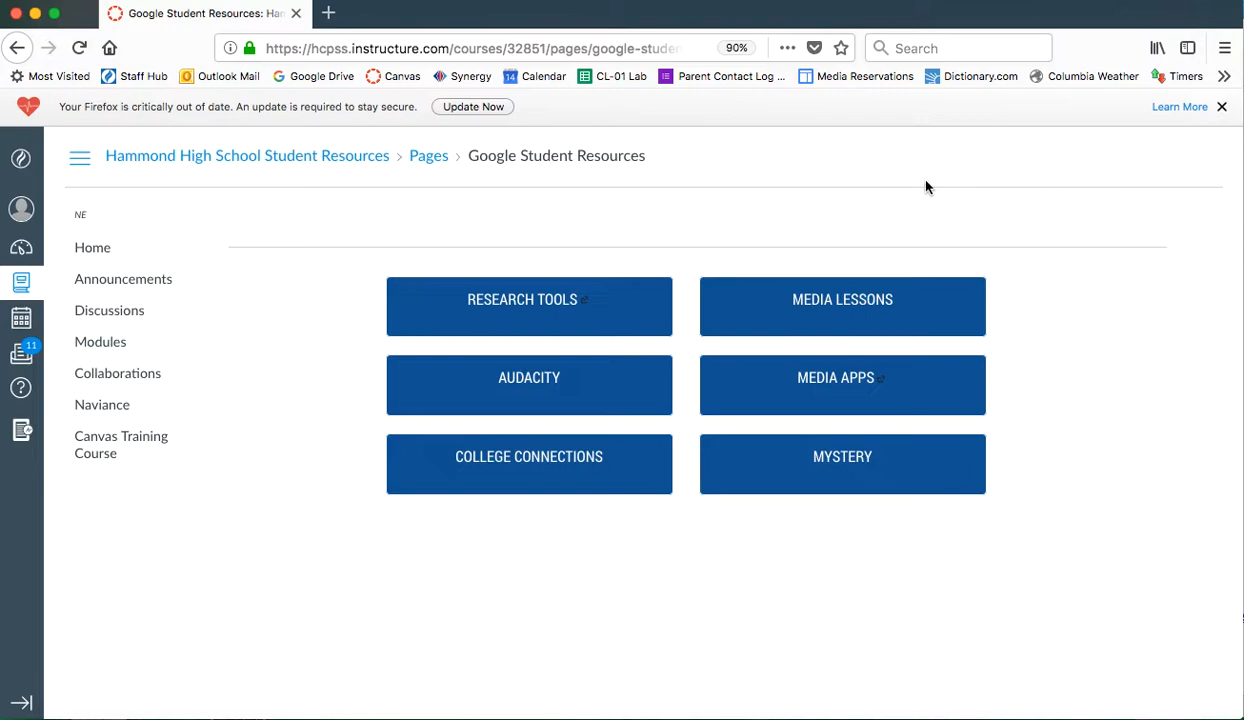 Google Student Resources: Han
https://hcpss.instructure.com/courses/32851/pages/google-studen
90%
Search
Most Visited
Staff Hub
Outlook Mail
Google Drive
Canvas
Synergy
14
Calendar
CL-01 Lab
Parent Contact Log ...
Media Reservations
Dictionary.com
Columbia Weather
Timers
Your Firefox is critically out of date. An update is required to stay secure.
Update Now
Learn More
Hammond High School Student Resources › Pages › Google Student Resources
NE
Home
Announcements
Discussions
Modules
Collaborations
Naviance
Canvas Training
Course
11
RESEARCH TOOLS
MEDIA LESSONS
AUDACITY
MEDIA APPS
COLLEGE CONNECTIONS
MYSTERY